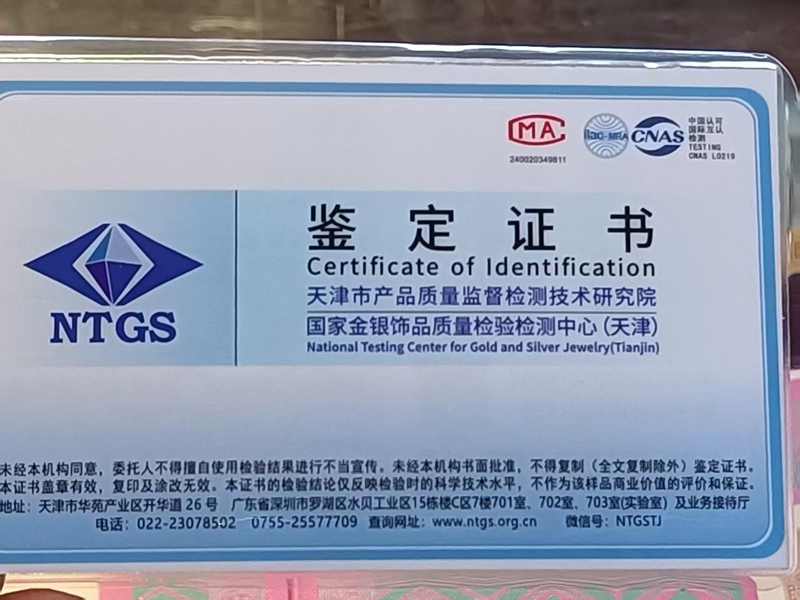 MA
240020349811
ilac-MRA
CNAS
中国认可
国际互认
检测
TESTING
CNAS L0219
NTGS
鉴定证书
Certificate of Identification
天津市产品质量监督检测技术研究院
国家金银饰品质量检验检测中心（天津）
National Testing Center for Gold and Silver Jewelry(Tianjin)
未经本机构同意，委托人不得擅自使用检验结果进行不当宣传。未经本机构书面批准，不得复制（全文复制除外）鉴定证书。
本证书盖章有效，复印及涂改无效。本证书的检验结论仅反映检验时的科学技术水平，不作为该样品商业价值的评价和保证。
地址：天津市华苑产业区开华道26号 广东省深圳市罗湖区水贝工业区15栋楼C区7楼701室、702室、703室(实验室) 及业务接待厅
电话：022-23078502 0755-25577709 查询网址：www.ntgs.org.cn 微信号：NTGSTJ